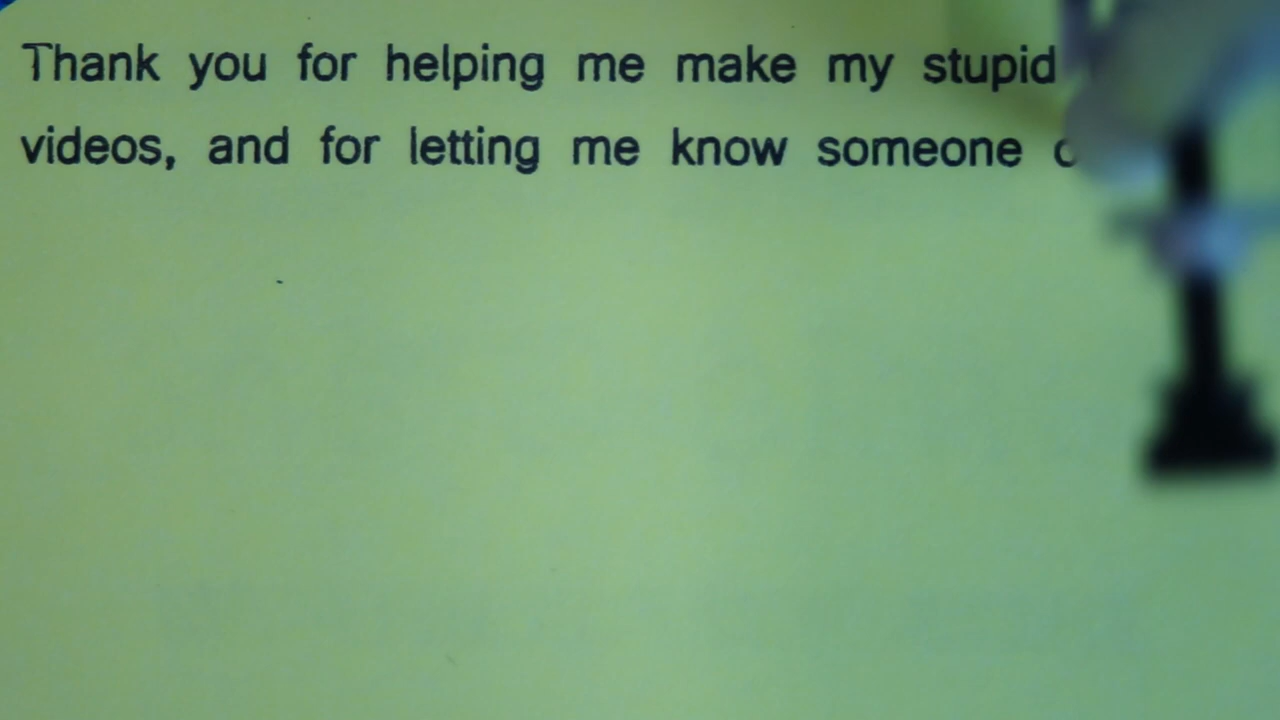 Thank you for helping me make my stupid
videos, and for letting me know someone